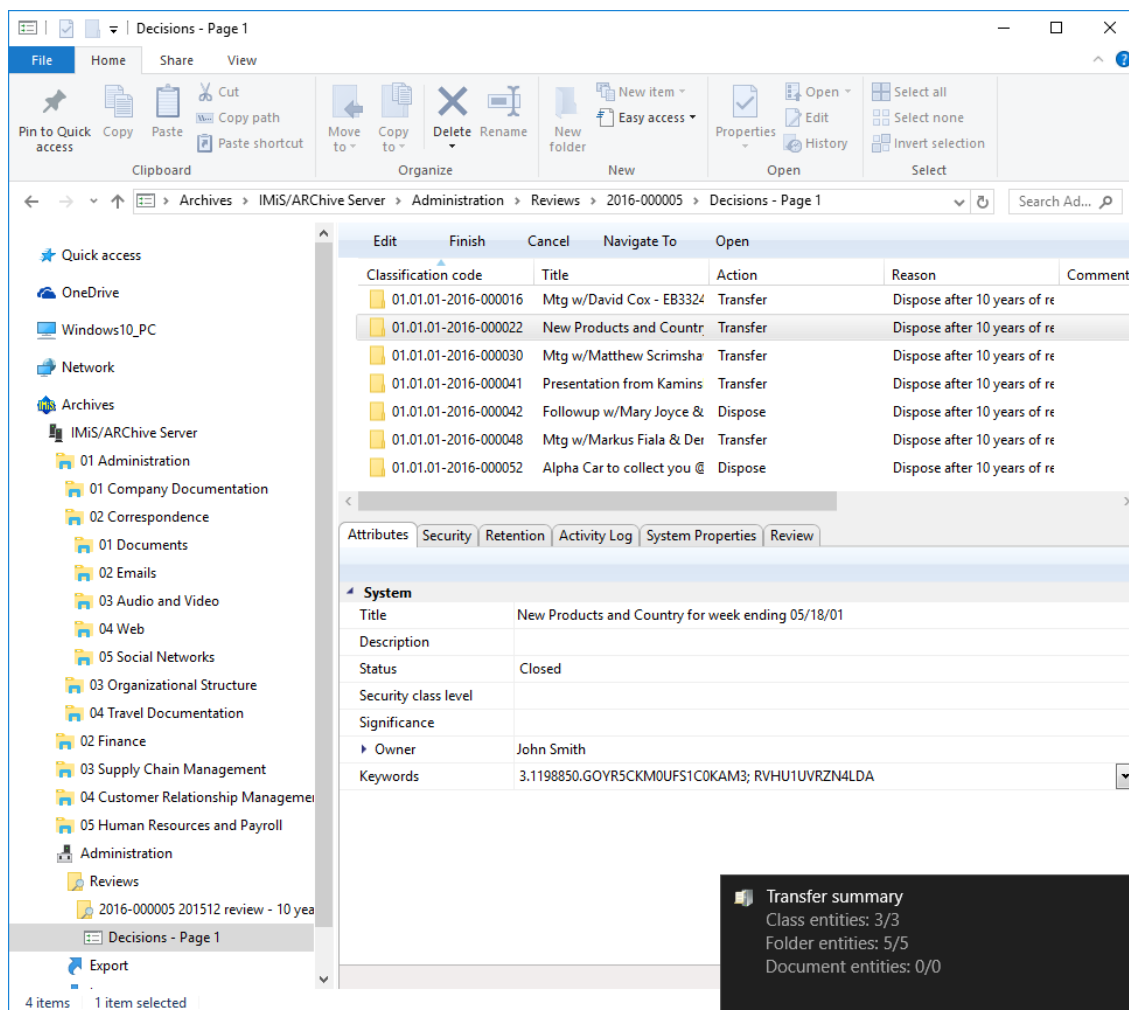 Decisions - Page 1
File Home Share View
Pin to Quick access
Copy
Paste
Cut
Copy path
Paste shortcut
Clipboard
Move to
Copy to
Delete
Rename
Organize
New folder
New item
Easy access
New
Properties
Open
Edit
History
Open
Select all
Select none
Invert selection
Select
Archives > IMiS/ARChive Server > Administration > Reviews > 2016-000005 > Decisions - Page 1
Search Ad...
Quick access
OneDrive
Windows10_PC
Network
Archives
IMiS/ARChive Server
01 Administration
01 Company Documentation
02 Correspondence
01 Documents
02 Emails
03 Audio and Video
04 Web
05 Social Networks
03 Organizational Structure
04 Travel Documentation
02 Finance
03 Supply Chain Management
04 Customer Relationship Manageme
05 Human Resources and Payroll
Administration
Reviews
2016-000005 201512 review - 10 yea
Decisions - Page 1
Export
Edit Finish Cancel Navigate To Open
Classification code Title Action Reason Comment
01.01.01-2016-000016 Mtg w/David Cox - EB3324 Transfer Dispose after 10 years of re
01.01.01-2016-000022 New Products and Countr Transfer Dispose after 10 years of re
01.01.01-2016-000030 Mtg w/Matthew Scrimsha Transfer Dispose after 10 years of re
01.01.01-2016-000041 Presentation from Kamins Transfer Dispose after 10 years of re
01.01.01-2016-000042 Followup w/Mary Joyce & Dispose Dispose after 10 years of re
01.01.01-2016-000048 Mtg w/Markus Fiala & Der Transfer Dispose after 10 years of re
01.01.01-2016-000052 Alpha Car to collect you @ Dispose Dispose after 10 years of re
Attributes Security Retention Activity Log System Properties Review
System
Title New Products and Country for week ending 05/18/01
Description
Status Closed
Security class level
Significance
Owner John Smith
Keywords 3.1198850.GOYR5CKM0UFS1C0KAM3; RVHU1UVRZN4LDA
Transfer summary
Class entities: 3/3
Folder entities: 5/5
Document entities: 0/0
4 items 1 item selected